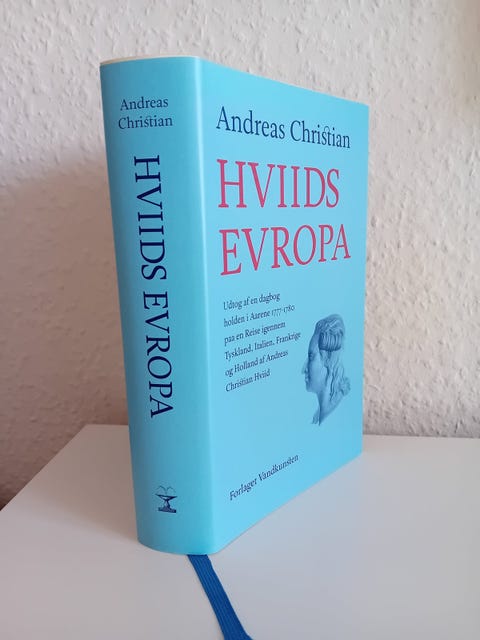 Andreas
Christian
HVIIDS EVROPA
Andreas Christian
HVIIDS
EVROPA
Udtog af en dagbog
holden i Aarene 1777-1780
paa en Reise igennem
Tyskland, Italien, Frankrige
og Holland af Andreas
Christian Hviid
Forlaget Vandkunsten